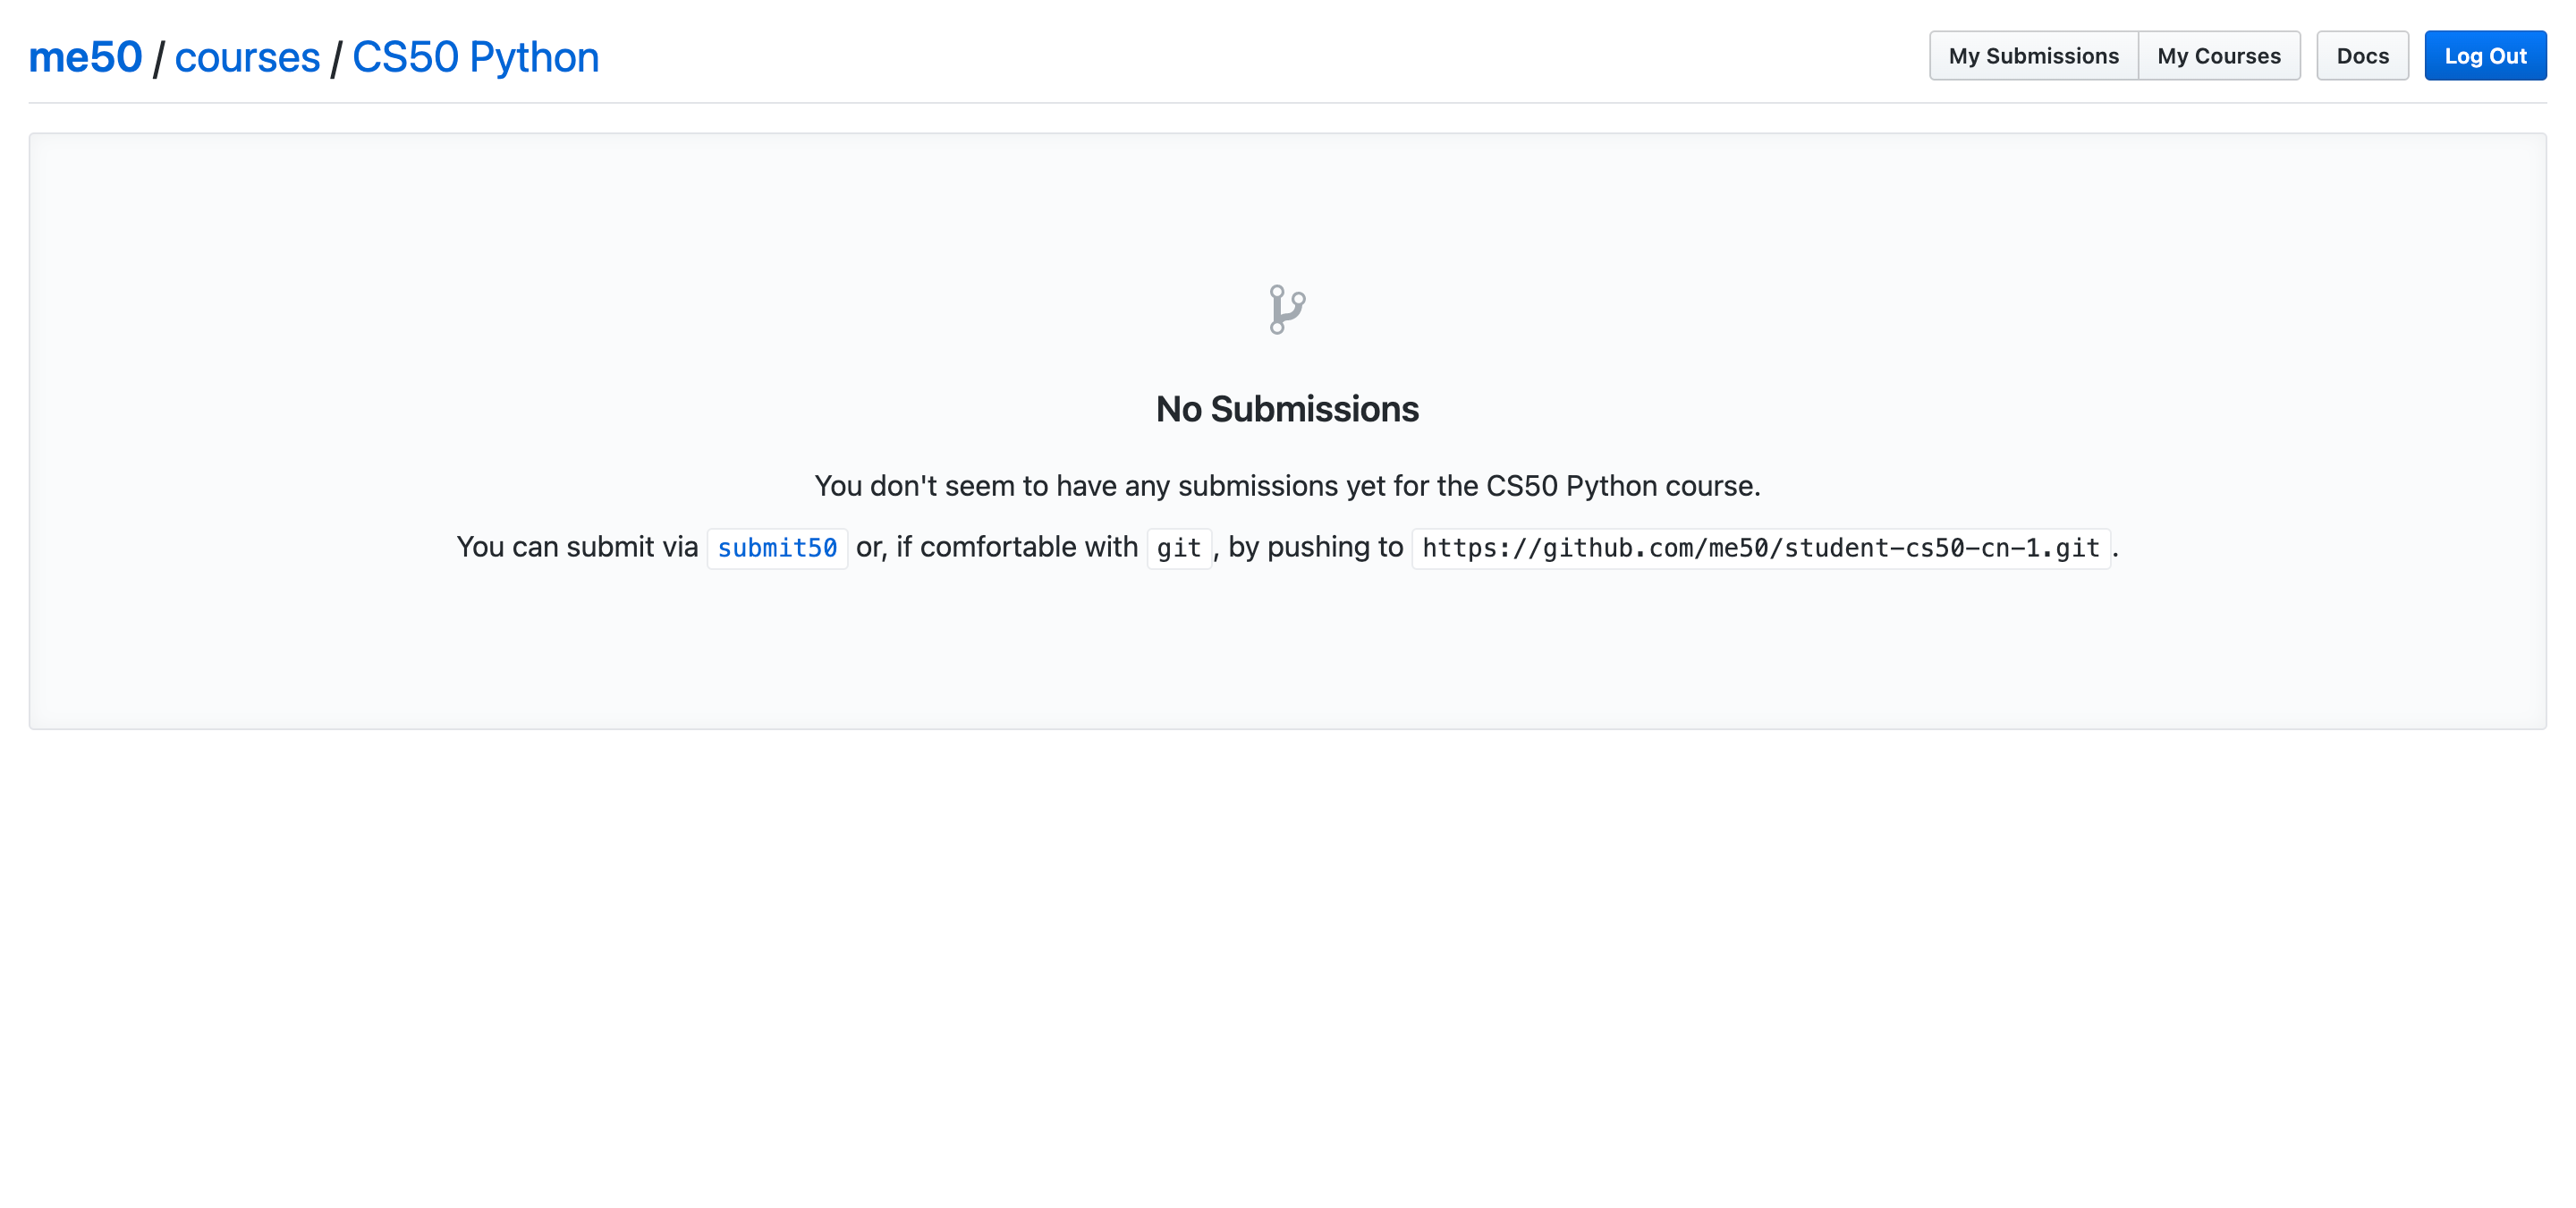 me50 / courses / CS50 Python
My Submissions My Courses Docs Log Out
No Submissions
You don't seem to have any submissions yet for the CS50 Python course.
You can submit via submit50 or, if comfortable with git, by pushing to https://github.com/me50/student-cs50-cn-1.git.